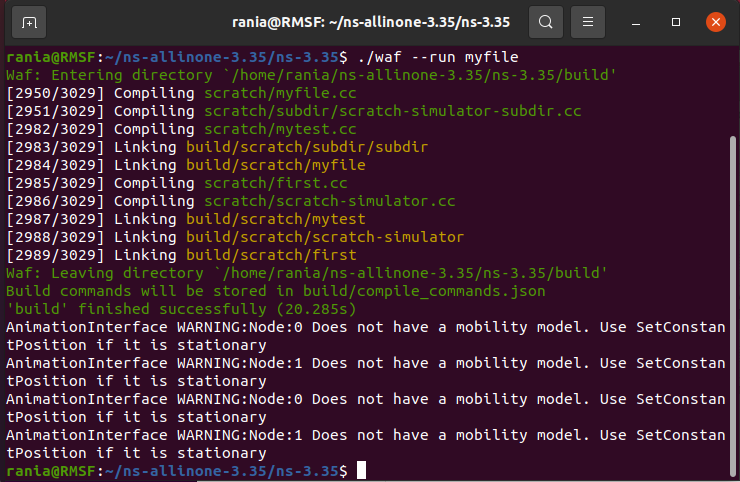 rania@RMSF: ~/ns-allinone-3.35/ns-3.35
rania@RMSF:~/ns-allinone-3.35/ns-3.35$ ./waf --run myfile
Waf: Entering directory `/home/rania/ns-allinone-3.35/ns-3.35/build'
[2950/3029] Compiling scratch/myfile.cc
[2951/3029] Compiling scratch/subdir/scratch-simulator-subdir.cc
[2982/3029] Compiling scratch/mytest.cc
[2983/3029] Linking build/scratch/subdir/subdir
[2984/3029] Linking build/scratch/myfile
[2985/3029] Compiling scratch/first.cc
[2986/3029] Compiling scratch/scratch-simulator.cc
[2987/3029] Linking build/scratch/mytest
[2988/3029] Linking build/scratch/scratch-simulator
[2989/3029] Linking build/scratch/first
Waf: Leaving directory `/home/rania/ns-allinone-3.35/ns-3.35/build'
Build commands will be stored in build/compile_commands.json
'build' finished successfully (20.285s)
AnimationInterface WARNING:Node:0 Does not have a mobility model. Use SetConstan
tPosition if it is stationary
AnimationInterface WARNING:Node:1 Does not have a mobility model. Use SetConstan
tPosition if it is stationary
AnimationInterface WARNING:Node:0 Does not have a mobility model. Use SetConstan
tPosition if it is stationary
AnimationInterface WARNING:Node:1 Does not have a mobility model. Use SetConstan
tPosition if it is stationary
rania@RMSF:~/ns-allinone-3.35/ns-3.35$